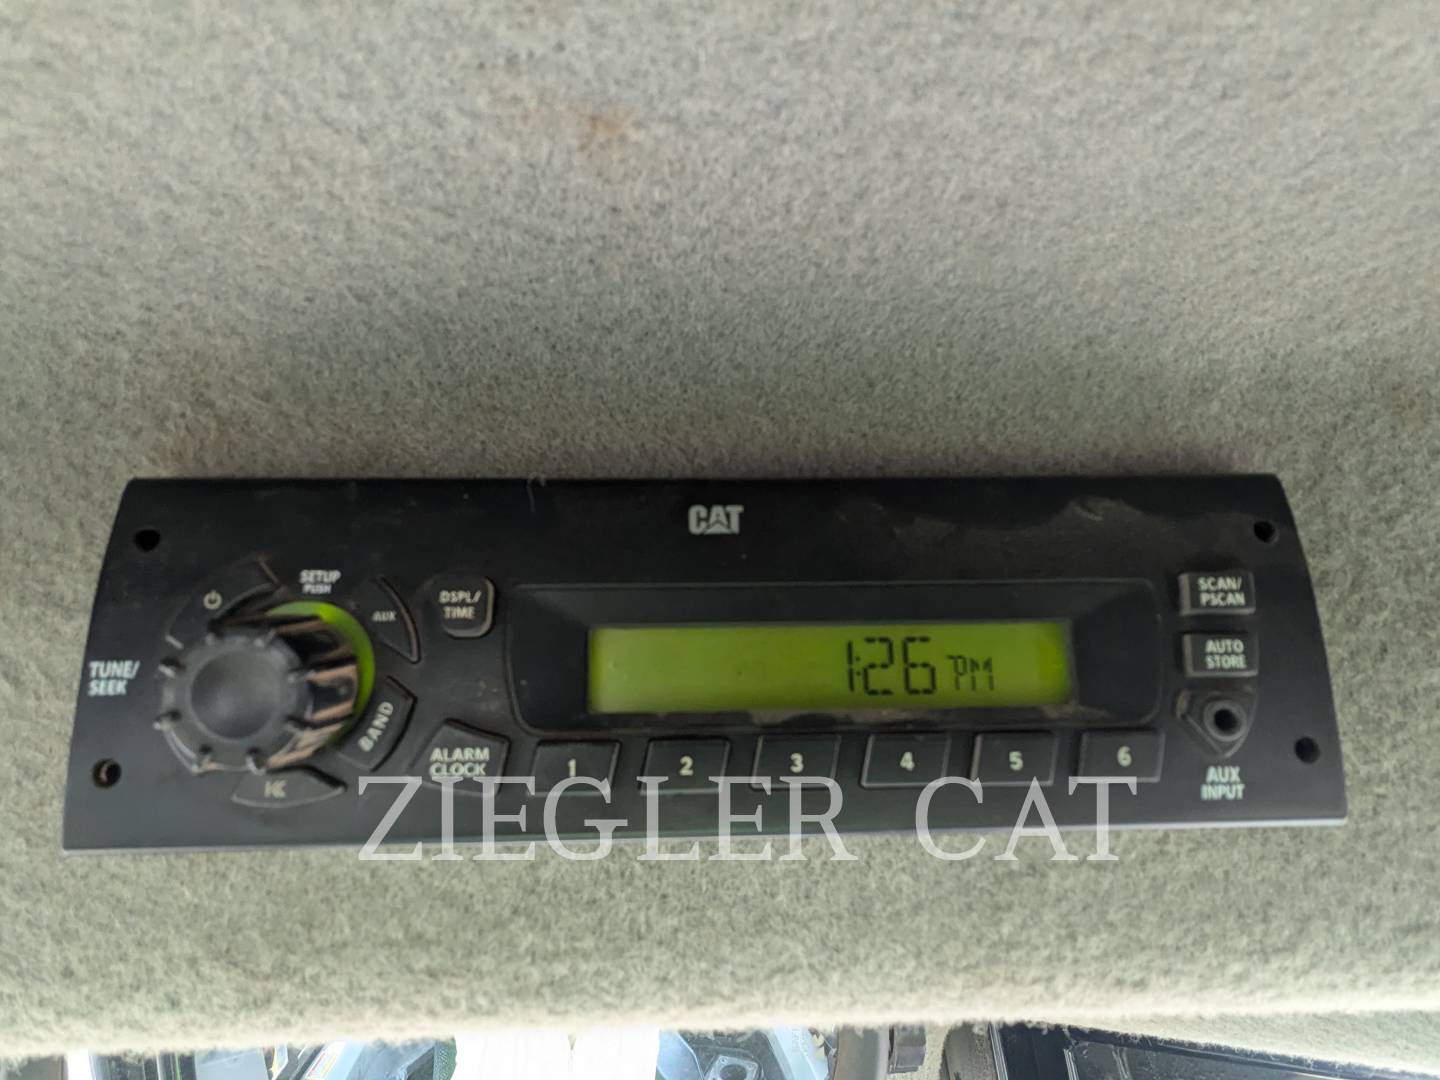 CAT
SETUP
PUSH
AUX
DSPL/
TIME
SCAN/
PSCAN
1:26 PM
AUTO
STORE
TUNE/
SEEK
BAND
ALARM
CLOCK
1 2 3 4 5 6
AUX
INPUT
ZIEGLER CAT